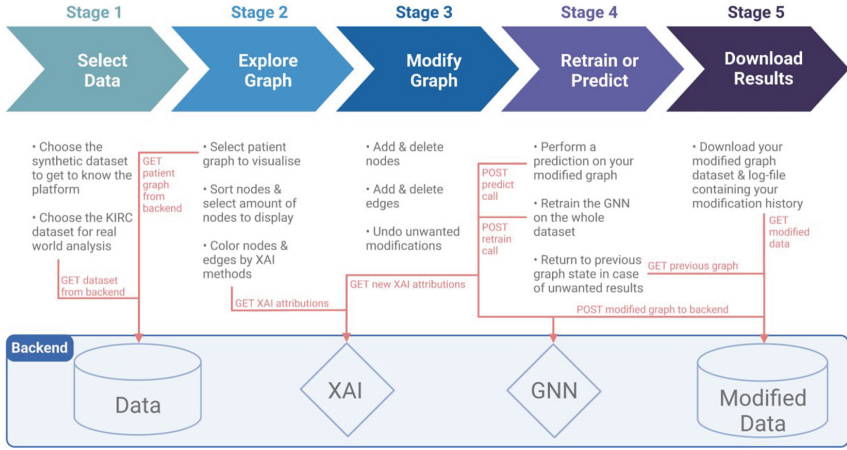 Stage 1
Stage 2
Stage 3
Stage 4
Stage 5
Select
Data
Explore
Graph
Modify
Graph
Retrain or
Predict
Download
Results
• Choose the
synthetic dataset
to get to know the
platform
• Choose the KIRC
dataset for real
world analysis
GET dataset
from backend
GET
patient
graph
from
backend
• Select patient
graph to visualise
• Sort nodes &
select amount of
nodes to display
• Color nodes &
edges by XAI
methods
GET XAI attributions
• Add & delete
nodes
• Add & delete
edges
• Undo unwanted
modifications
GET new XAI attributions
POST
predict
call
POST
retrain
call
• Perform a
prediction on your
modified graph
• Retrain the GNN
on the whole
dataset
• Return to previous
graph state in case
of unwanted results
GET previous graph
POST modified graph to backend
• Download your
modified graph
dataset & log-file
containing your
modification history
GET
modified
data
Backend
Data
XAI
GNN
Modified
Data